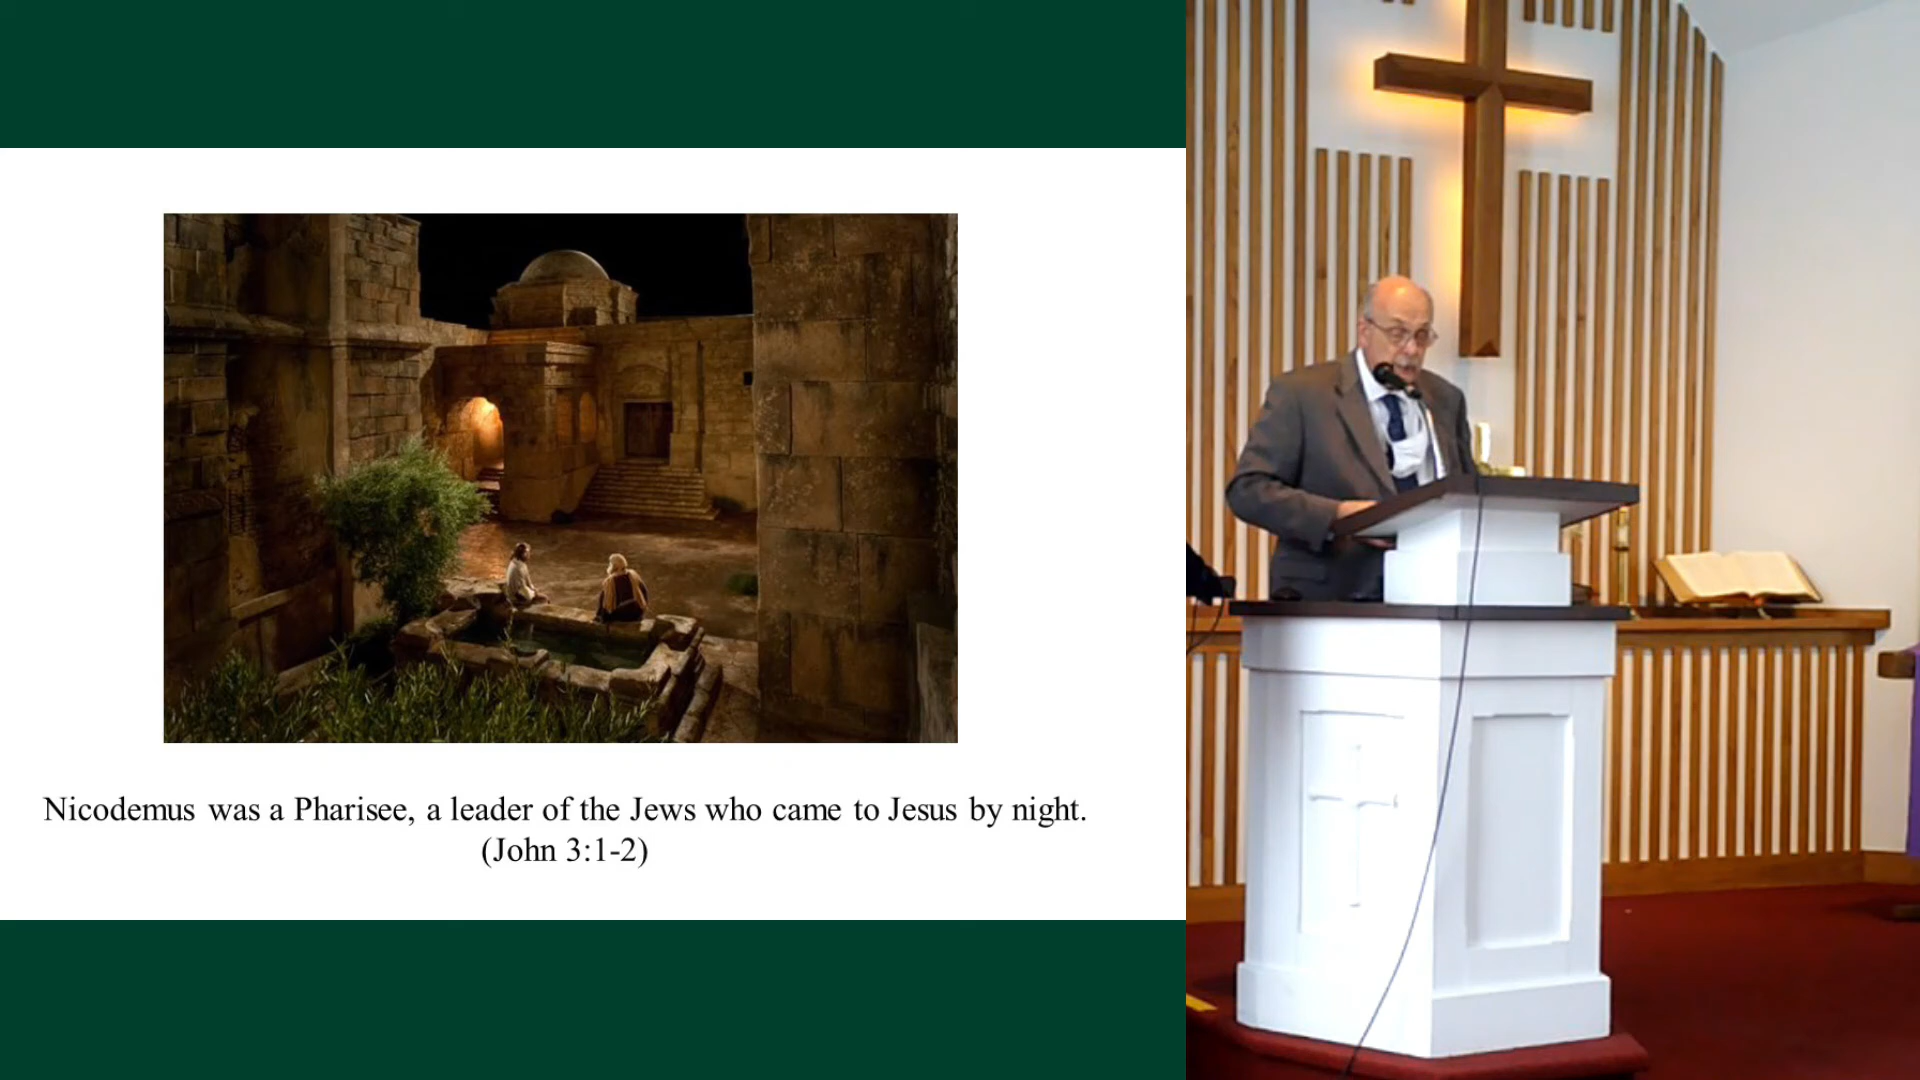 Nicodemus was a Pharisee, a leader of the Jews who came to Jesus by night.
(John 3:1-2)